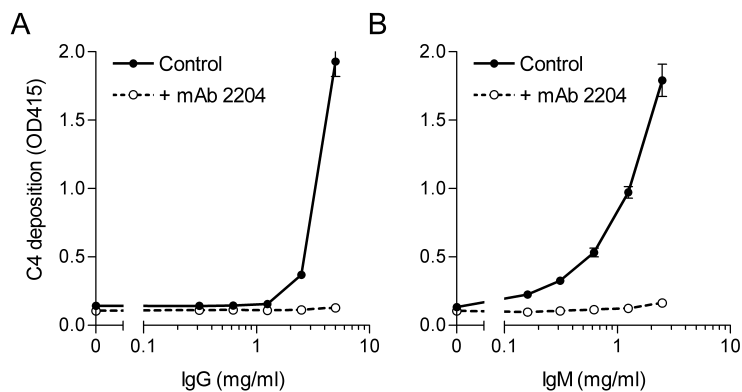 A
2.0
1.5
1.0
0.5
0.0
C4 deposition (OD415)
Control
+ mAb 2204
0 0.1 1 10
IgG (mg/ml)
B
2.0
1.5
1.0
0.5
0.0
Control
+ mAb 2204
0 0.1 1 10
IgM (mg/ml)